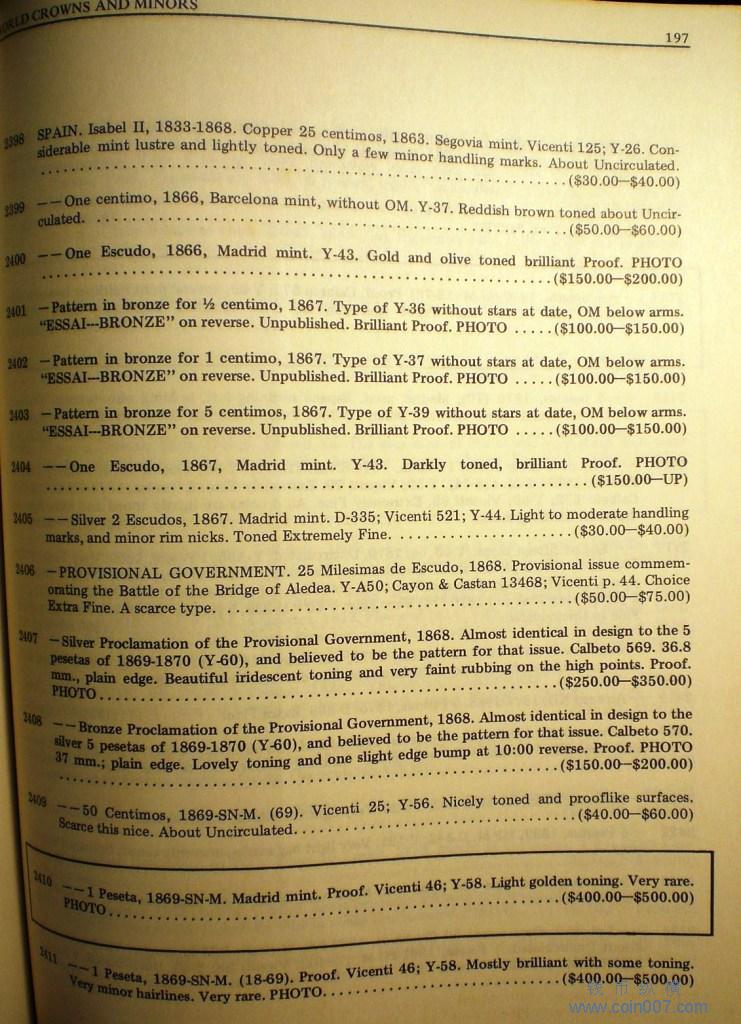 WORLD CROWNS AND MINORS
197
2398 SPAIN. Isabel II, 1833-1868. Copper 25 centimos, 1863. Segovia mint. Vicenti 125; Y-26. Con-
siderable mint lustre and lightly toned. Only a few minor handling marks. About Uncirculated.
. . . . . . . . . . . . . . . . . . . . . . . . . . . . . . . . . . . . . . . . . . . . . . . . . . . . . . ($30.00—$40.00)
2399 — —One centimo, 1866, Barcelona mint, without OM. Y-37. Reddish brown toned about Uncir-
culated. . . . . . . . . . . . . . . . . . . . . . . . . . . . . . . . . . . . . . . . . . . . . . . . . ($50.00—$60.00)
2400 — —One Escudo, 1866, Madrid mint. Y-43. Gold and olive toned brilliant Proof. PHOTO
. . . . . . . . . . . . . . . . . . . . . . . . . . . . . . . . . . . . . . . . . . . . . . . . . . . . ($150.00—$200.00)
2401 —Pattern in bronze for ½ centimo, 1867. Type of Y-36 without stars at date, OM below arms.
“ESSAI---BRONZE” on reverse. Unpublished. Brilliant Proof. PHOTO . . . . . ($100.00—$150.00)
2402 —Pattern in bronze for 1 centimo, 1867. Type of Y-37 without stars at date, OM below arms.
“ESSAI---BRONZE” on reverse. Unpublished. Brilliant Proof. PHOTO . . . . . ($100.00—$150.00)
2403 —Pattern in bronze for 5 centimos, 1867. Type of Y-39 without stars at date, OM below arms.
“ESSAI---BRONZE” on reverse. Unpublished. Brilliant Proof. PHOTO . . . . . ($100.00—$150.00)
2404 — —One Escudo, 1867, Madrid mint. Y-43. Darkly toned, brilliant Proof. PHOTO
. . . . . . . . . . . . . . . . . . . . . . . . . . . . . . . . . . . . . . . . . . . . . . . . . . . . . . . . ($150.00—UP)
2405 — —Silver 2 Escudos, 1867. Madrid mint. D-335; Vicenti 521; Y-44. Light to moderate handling
marks, and minor rim nicks. Toned Extremely Fine. . . . . . . . . . . . . . . . . . . ($30.00—$40.00)
2406 —PROVISIONAL GOVERNMENT. 25 Milesimas de Escudo, 1868. Provisional issue commem-
orating the Battle of the Bridge of Aledea. Y-A50; Cayon & Castan 13468; Vicenti p. 44. Choice
Extra Fine. A scarce type. . . . . . . . . . . . . . . . . . . . . . . . . . . . . . . . . . . . ($50.00—$75.00)
2407 —Silver Proclamation of the Provisional Government, 1868. Almost identical in design to the 5
pesetas of 1869-1870 (Y-60), and believed to be the pattern for that issue. Calbeto 569. 36.8
mm., plain edge. Beautiful iridescent toning and very faint rubbing on the high points. Proof.
PHOTO. . . . . . . . . . . . . . . . . . . . . . . . . . . . . . . . . . . . . . . . . . . . . . . ($250.00—$350.00)
2408 — —Bronze Proclamation of the Provisional Government, 1868. Almost identical in design to the
silver 5 pesetas of 1869-1870 (Y-60), and believed to be the pattern for that issue. Calbeto 570.
37 mm.; plain edge. Lovely toning and one slight edge bump at 10:00 reverse. Proof. PHOTO
. . . . . . . . . . . . . . . . . . . . . . . . . . . . . . . . . . . . . . . . . . . . . . . . . . . . ($150.00—$200.00)
2409 — —50 Centimos, 1869-SN-M. (69). Vicenti 25; Y-56. Nicely toned and prooflike surfaces.
Scarce this nice. About Uncirculated. . . . . . . . . . . . . . . . . . . . . . . . . . . . . ($40.00—$60.00)
2410 — —1 Peseta, 1869-SN-M. Madrid mint. Proof. Vicenti 46; Y-58. Light golden toning. Very rare.
PHOTO. . . . . . . . . . . . . . . . . . . . . . . . . . . . . . . . . . . . . . . . . . . . . . . ($400.00—$500.00)
2411 — —1 Peseta, 1869-SN-M. (18-69). Proof. Vicenti 46; Y-58. Mostly brilliant with some toning.
Very minor hairlines. Very rare. PHOTO. . . . . . . . . . . . . . . . . . . . . . . . . ($400.00—$500.00)
钱币纵横
www.coin007.com